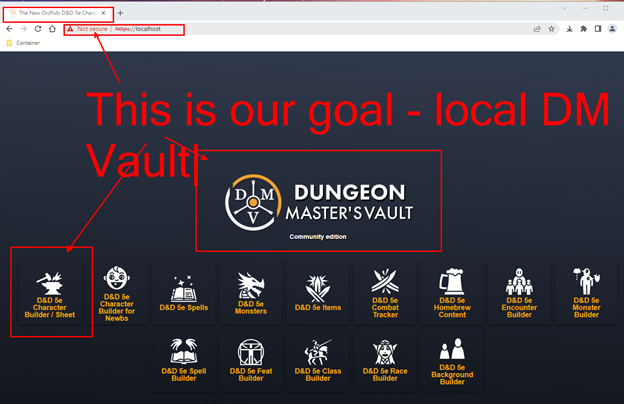 The New OrcPub: D&D 5e Charac
Not secure | https://localhost
Container
This is our goal - local DM
Vault
D M V
DUNGEON
MASTER'S VAULT
Community edition
D&D 5e
Character
Builder / Sheet
D&D 5e
Character
Builder for
Newbs
D&D 5e Spells
D&D 5e
Monsters
D&D 5e Items
D&D 5e
Combat
Tracker
D&D 5e
Homebrew
Content
D&D 5e
Encounter
Builder
D&D 5e
Monster
Builder
D&D 5e Spell
Builder
D&D 5e Feat
Builder
D&D 5e Class
Builder
D&D 5e Race
Builder
D&D 5e
Background
Builder